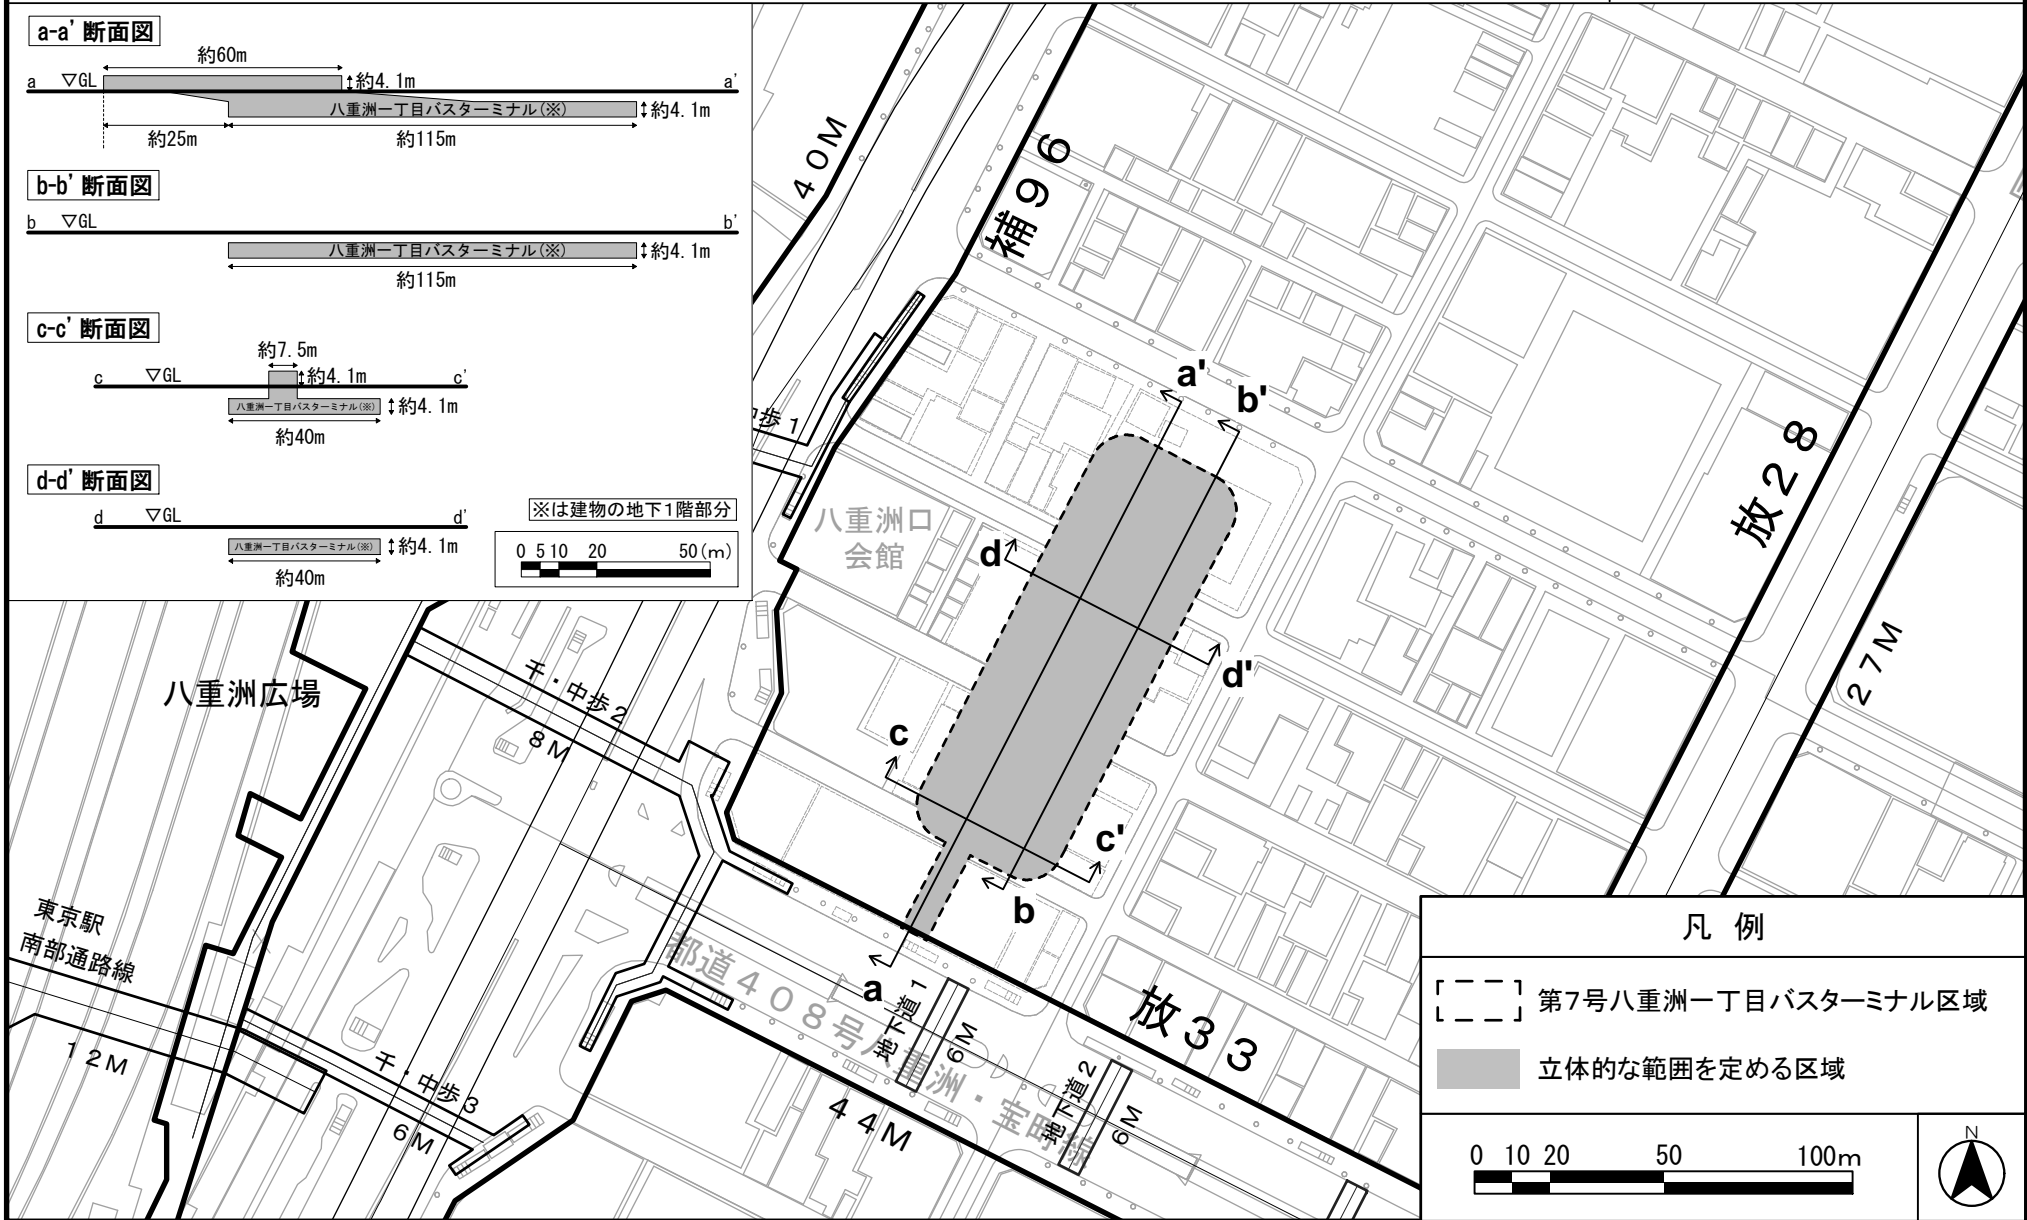 a-a' 断面図
約60m
a ▽GL 約4.1m a'
八重洲一丁目バスターミナル(※) 約4.1m
約25m 約115m
b-b' 断面図
b ▽GL b'
八重洲一丁目バスターミナル(※) 約4.1m
約115m
c-c' 断面図
約7.5m
c ▽GL 約4.1m c'
八重洲一丁目バスターミナル(※) 約4.1m
約40m
d-d' 断面図
※は建物の地下1階部分
d ▽GL d'
八重洲一丁目バスターミナル(※) 約4.1m
約40m
0 5 10 20 50(m)
40M
補96
a'
b'
中歩1
放28
八重洲口
会館
d
d'
27M
八重洲広場
千・中歩2
8M
c
c'
b
a
東京駅
南部通路線
12M
千・中歩3
6M
都道408号八重洲・宝町線
地下道1
6M
放33
地下道2
6M
44M
凡 例
第7号八重洲一丁目バスターミナル区域
立体的な範囲を定める区域
0 10 20 50 100m
N